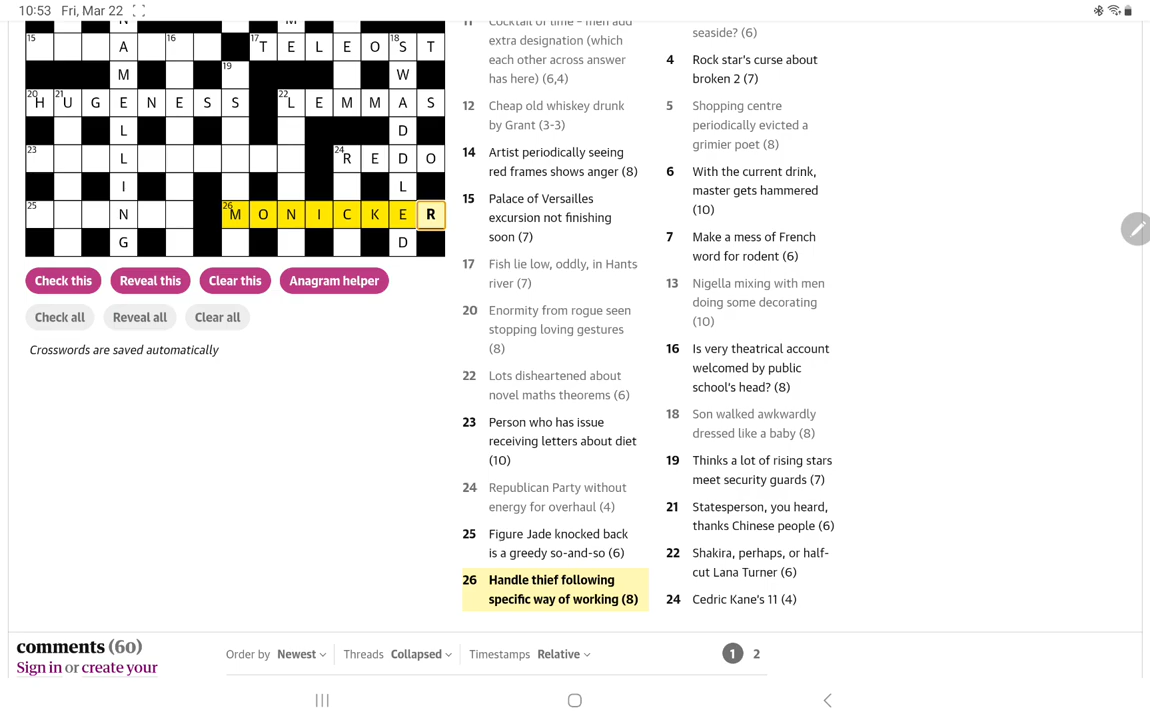 10:53 Fri, Mar 22
15 A 16 17 T E L E O 18 S T
M 19 W
20 H 21 U G E N E S S 22 L E M M A S
L D
23 L 24 R E D O
I L
25 N 26 M O N I C K E R
G D
Check this Reveal this Clear this Anagram helper
Check all Reveal all Clear all
Crosswords are saved automatically
11 Cocktail of time – men add
extra designation (which
each other across answer
has here) (6,4)
12 Cheap old whiskey drunk
by Grant (3-3)
14 Artist periodically seeing
red frames shows anger (8)
15 Palace of Versailles
excursion not finishing
soon (7)
17 Fish lie low, oddly, in Hants
river (7)
20 Enormity from rogue seen
stopping loving gestures
(8)
22 Lots disheartened about
novel maths theorems (6)
23 Person who has issue
receiving letters about diet
(10)
24 Republican Party without
energy for overhaul (4)
25 Figure Jade knocked back
is a greedy so-and-so (6)
26 Handle thief following
specific way of working (8)
seaside? (6)
4 Rock star's curse about
broken 2 (7)
5 Shopping centre
periodically evicted a
grimier poet (8)
6 With the current drink,
master gets hammered
(10)
7 Make a mess of French
word for rodent (6)
13 Nigella mixing with men
doing some decorating
(10)
16 Is very theatrical account
welcomed by public
school's head? (8)
18 Son walked awkwardly
dressed like a baby (8)
19 Thinks a lot of rising stars
meet security guards (7)
21 Statesperson, you heard,
thanks Chinese people (6)
22 Shakira, perhaps, or half-
cut Lana Turner (6)
24 Cedric Kane's 11 (4)
comments (60)
Sign in or create your
Order by Newest Threads Collapsed Timestamps Relative
1 2